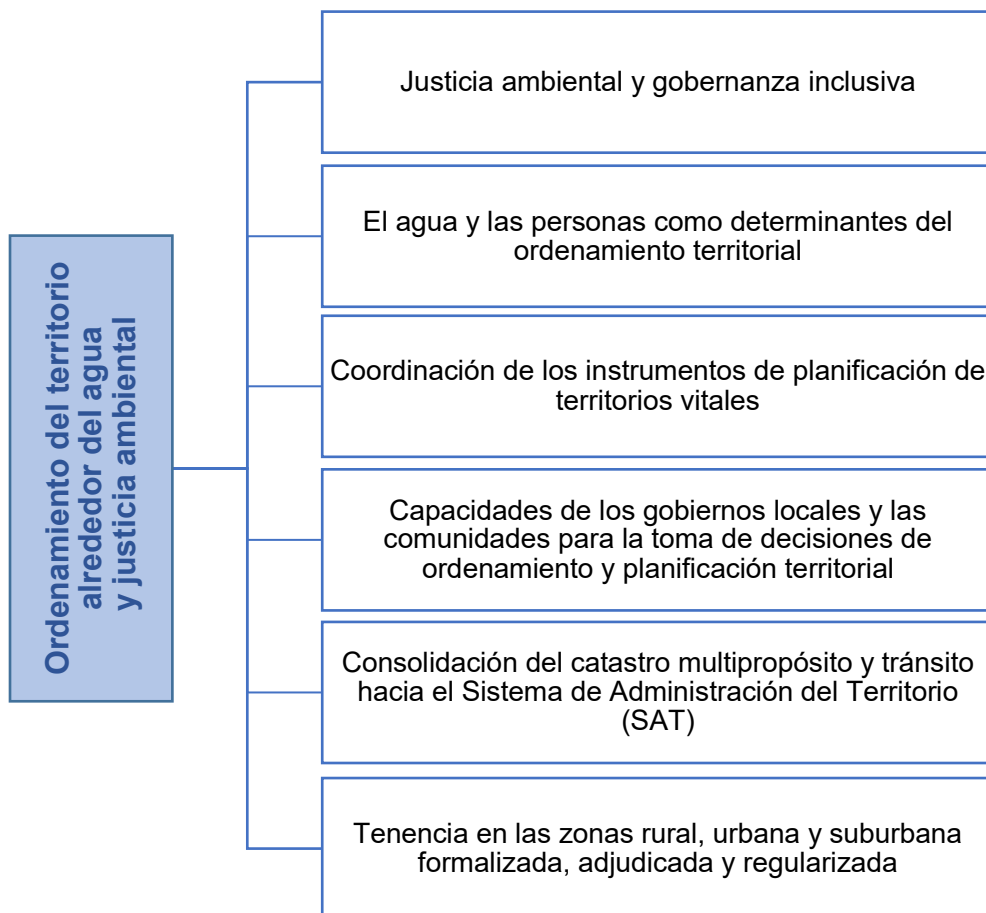 Ordenamiento del territorio
alrededor del agua
y justicia ambiental
Justicia ambiental y gobernanza inclusiva
El agua y las personas como determinantes del
ordenamiento territorial
Coordinación de los instrumentos de planificación de
territorios vitales
Capacidades de los gobiernos locales y las
comunidades para la toma de decisiones de
ordenamiento y planificación territorial
Consolidación del catastro multipropósito y tránsito
hacia el Sistema de Administración del Territorio
(SAT)
Tenencia en las zonas rural, urbana y suburbana
formalizada, adjudicada y regularizada